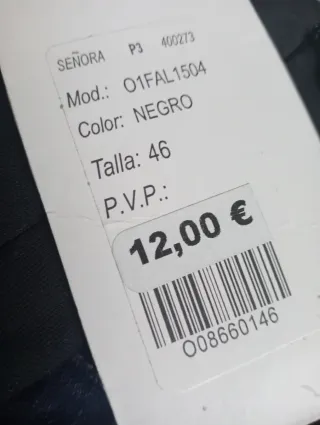 SEÑORA P3 400273
Mod.: O1FAL1504
Color: NEGRO
Talla: 46
P.V.P.:
12,00 €
O08660146